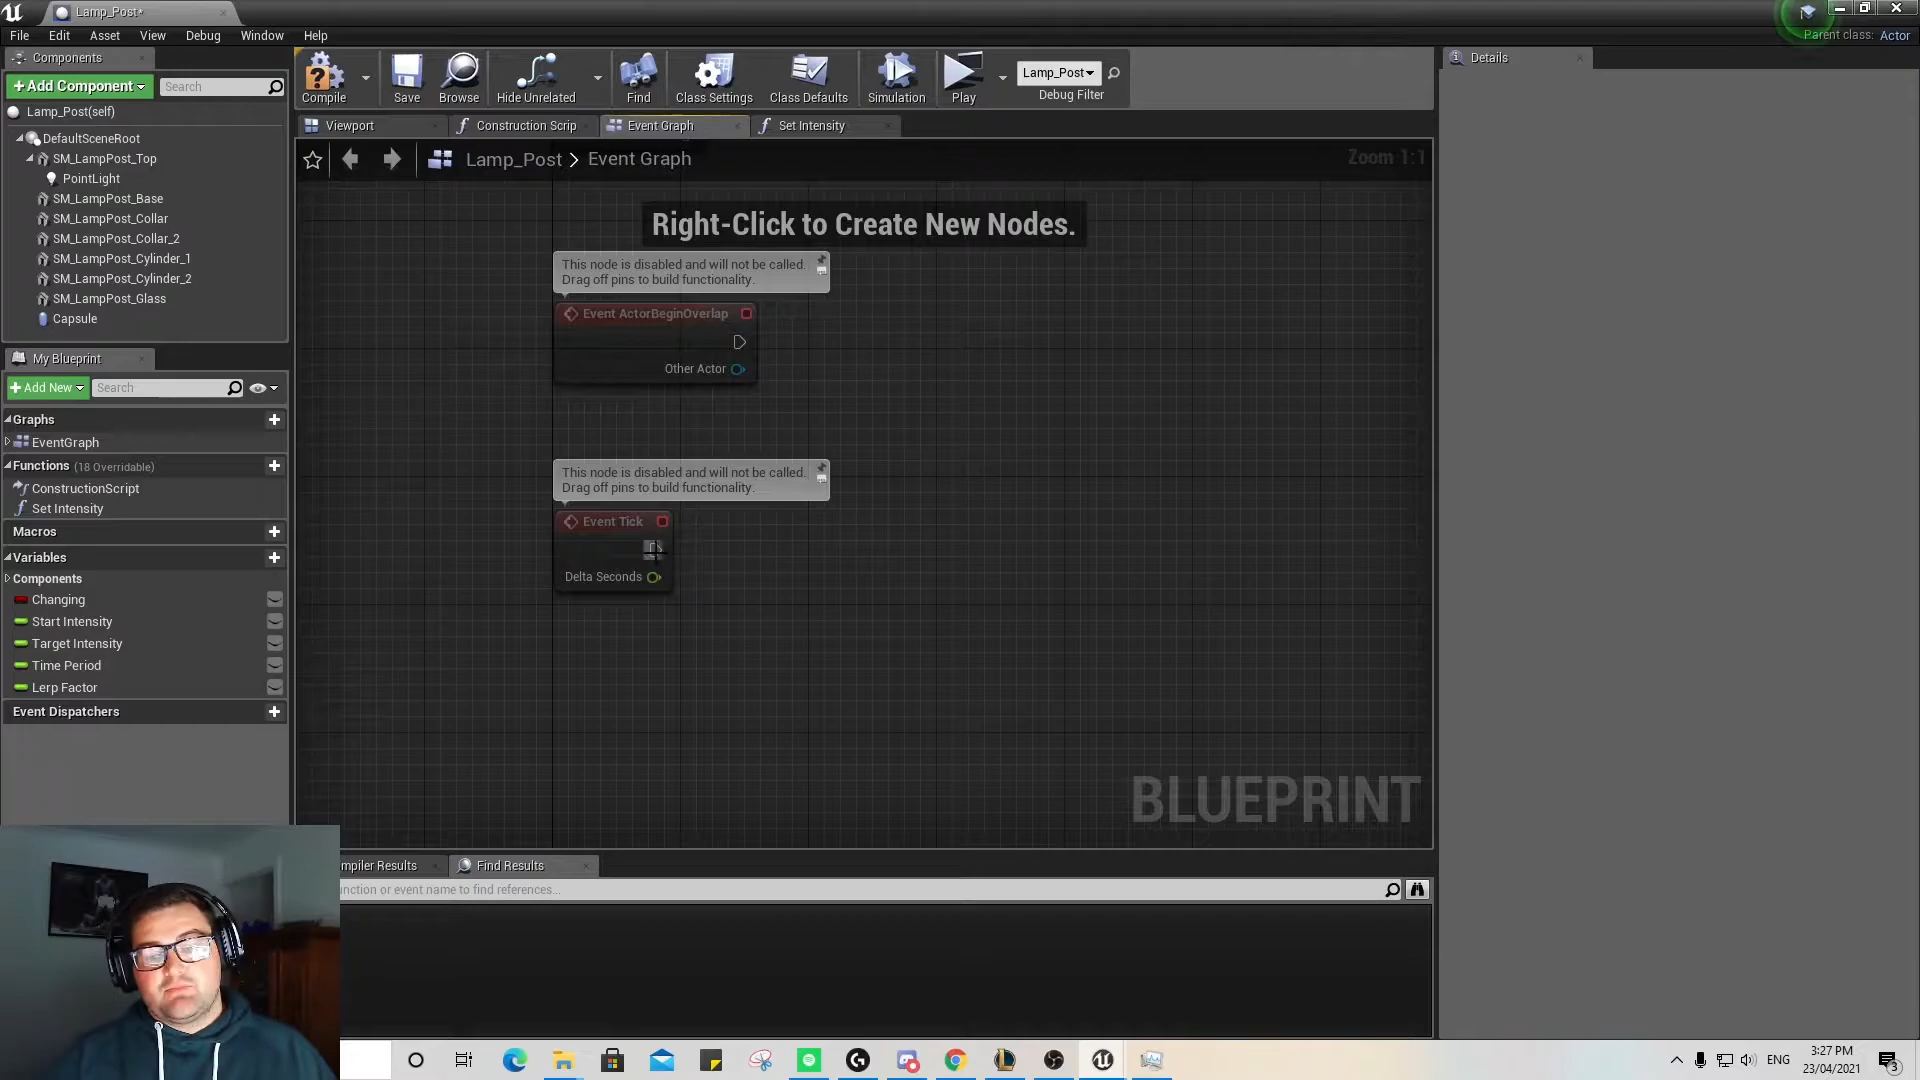 Lamp_Post*
File Edit Asset View Debug Window Help
Parent class: Actor
Components
+Add Component
Search
Lamp_Post(self)
DefaultSceneRoot
SM_LampPost_Top
PointLight
SM_LampPost_Base
SM_LampPost_Collar
SM_LampPost_Collar_2
SM_LampPost_Cylinder_1
SM_LampPost_Cylinder_2
SM_LampPost_Glass
Capsule
My Blueprint
+Add New
Search
Graphs
EventGraph
Functions (18 Overridable)
ConstructionScript
Set Intensity
Macros
Variables
Components
Changing
Start Intensity
Target Intensity
Time Period
Lerp Factor
Event Dispatchers
Compile Save Browse Hide Unrelated Find Class Settings Class Defaults Simulation Play
Lamp_Post
Debug Filter
Viewport Construction Scrip Event Graph Set Intensity
Lamp_Post > Event Graph
Zoom 1:1
Right-Click to Create New Nodes.
This node is disabled and will not be called.
Drag off pins to build functionality.
Event ActorBeginOverlap
Other Actor
This node is disabled and will not be called.
Drag off pins to build functionality.
Event Tick
Delta Seconds
BLUEPRINT
mpiler Results Find Results
unction or event name to find references...
Details
ENG
3:27 PM
23/04/2021
3